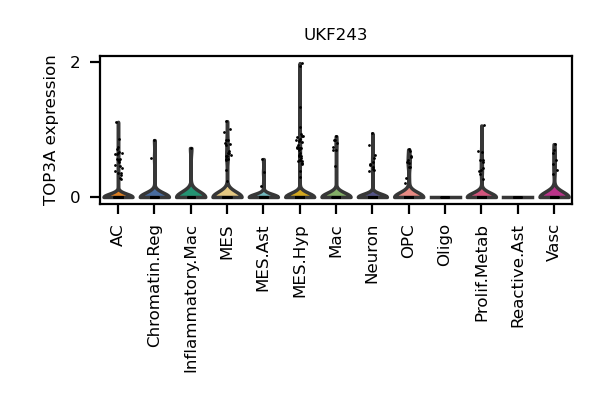 UKF243
TOP3A expression
2
0
AC
Chromatin.Reg
Inflammatory.Mac
MES
MES.Ast
MES.Hyp
Mac
Neuron
OPC
Oligo
Prolif.Metab
Reactive.Ast
Vasc